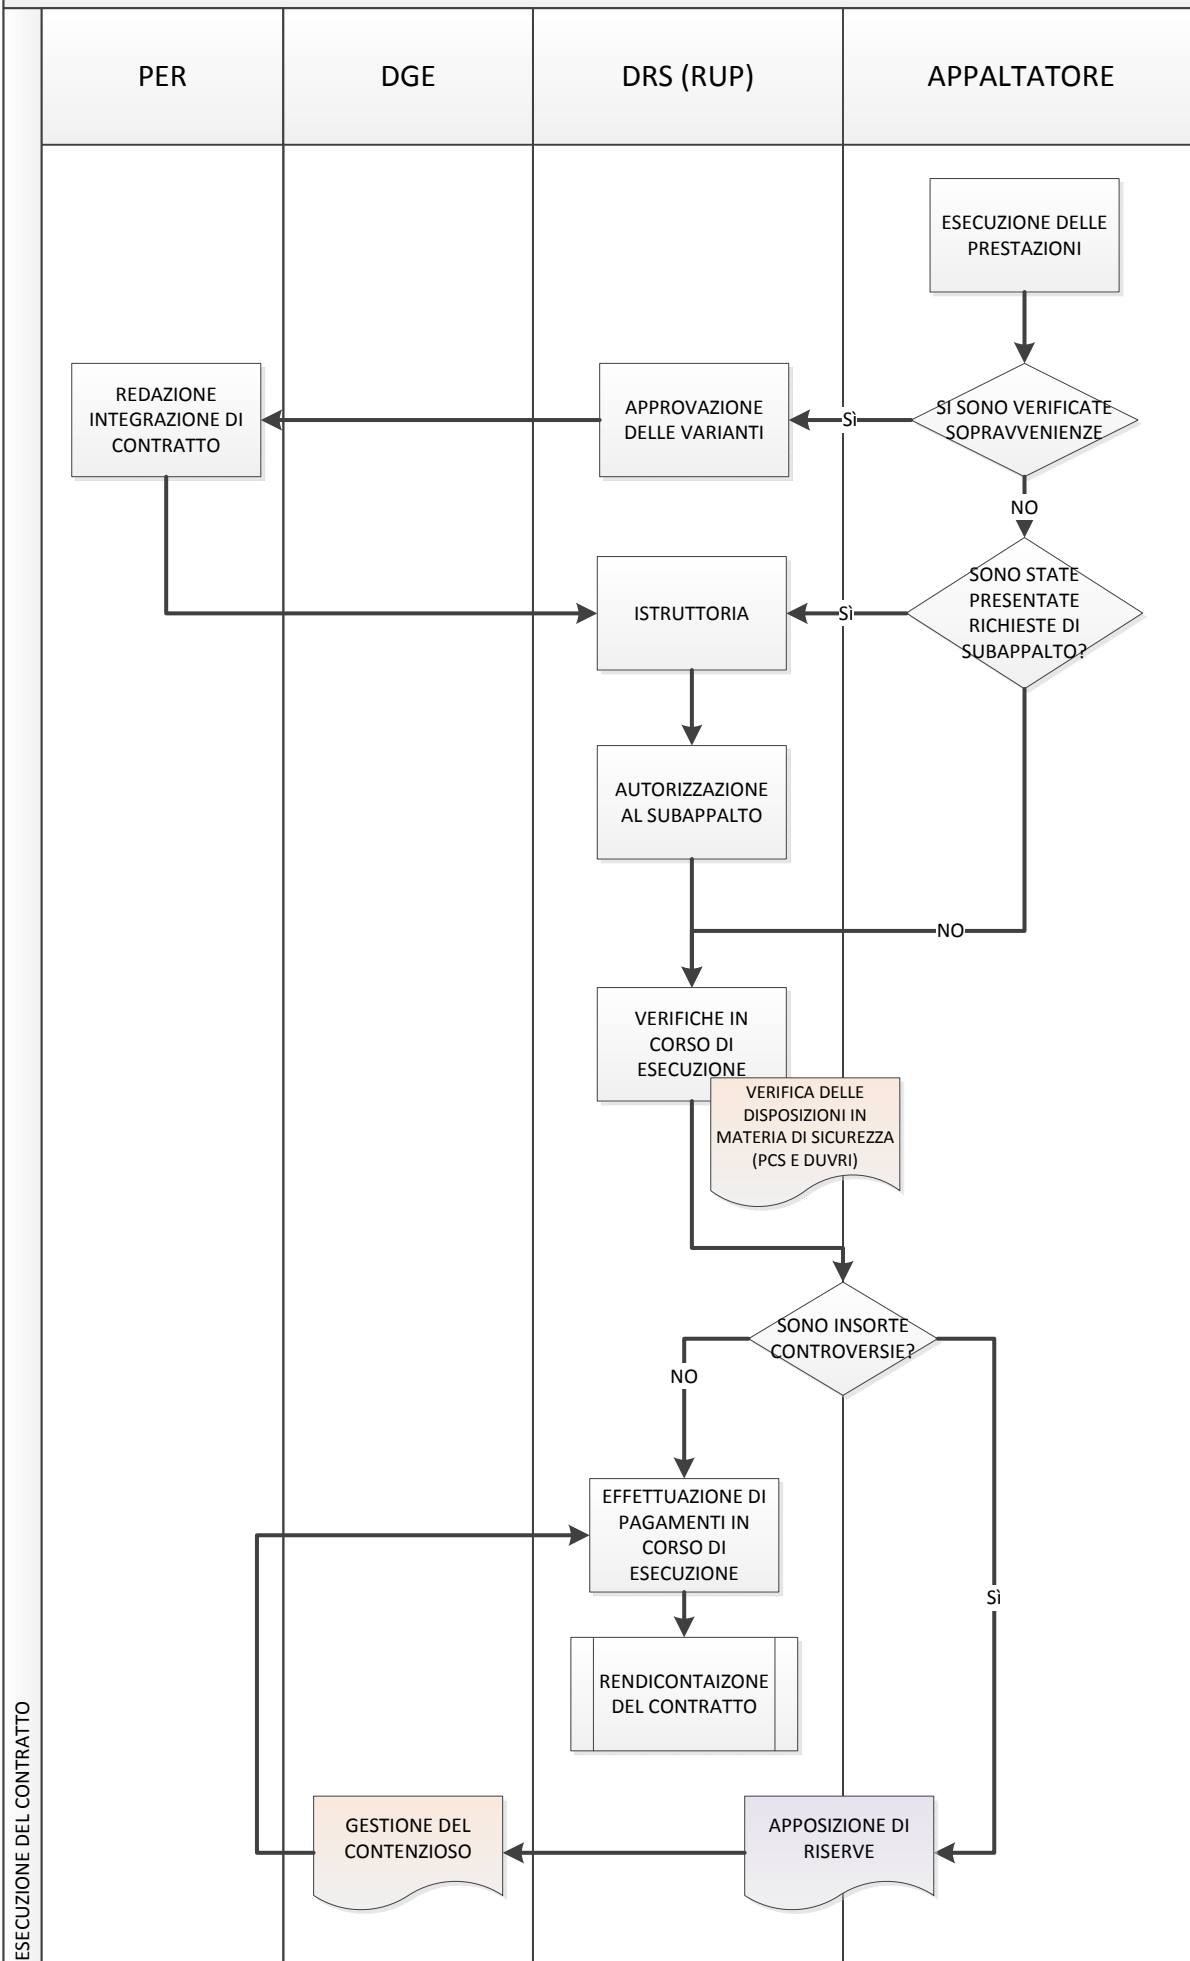 PER
DGE
DRS (RUP)
APPALTATORE
ESECUZIONE DELLE
PRESTAZIONI
SI SONO VERIFICATE
SOPRAVVENIENZE
Sì
APPROVAZIONE
DELLE VARIANTI
REDAZIONE
INTEGRAZIONE DI
CONTRATTO
NO
SONO STATE
PRESENTATE
RICHIESTE DI
SUBAPPALTO?
Sì
ISTRUTTORIA
AUTORIZZAZIONE
AL SUBAPPALTO
NO
VERIFICHE IN
CORSO DI
ESECUZIONE
VERIFICA DELLE
DISPOSIZIONI IN
MATERIA DI SICUREZZA
(PCS E DUVRI)
SONO INSORTE
CONTROVERSIE?
NO
EFFETTUAZIONE DI
PAGAMENTI IN
CORSO DI
ESECUZIONE
Sì
RENDICONTAIZONE
DEL CONTRATTO
GESTIONE DEL
CONTENZIOSO
APPOSIZIONE DI
RISERVE
ESECUZIONE DEL CONTRATTO